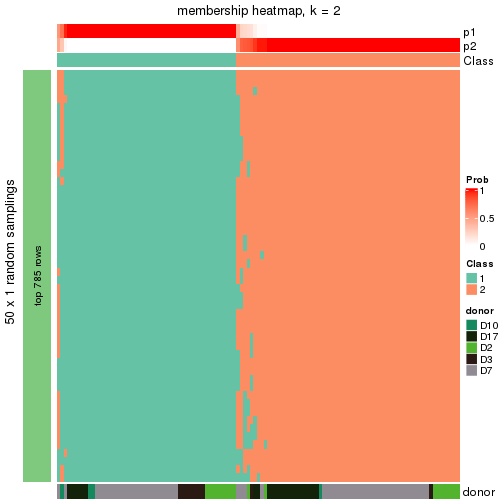 membership heatmap, k = 2
p1
p2
Class
50 x 1 random samplings
top 785 rows
Prob
1
0.5
0
Class
1
2
donor
D10
D17
D2
D3
D7
donor